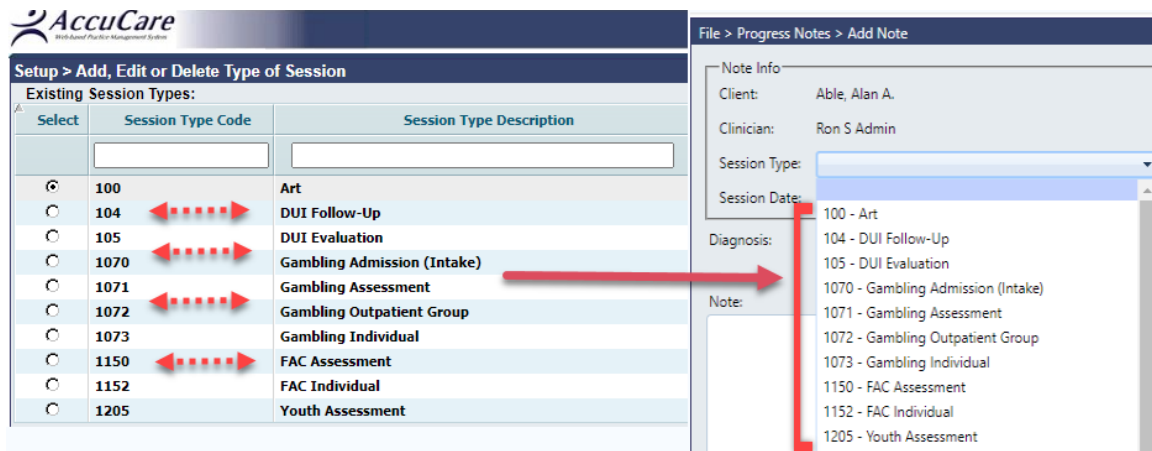 AccuCare
Web-based Practice Management System
Setup > Add, Edit or Delete Type of Session
Existing Session Types:
Select Session Type Code Session Type Description
100 Art
104 DUI Follow-Up
105 DUI Evaluation
1070 Gambling Admission (Intake)
1071 Gambling Assessment
1072 Gambling Outpatient Group
1073 Gambling Individual
1150 FAC Assessment
1152 FAC Individual
1205 Youth Assessment
File > Progress Notes > Add Note
Note Info
Client: Able, Alan A.
Clinician: Ron S Admin
Session Type:
Session Date:
100 - Art
Diagnosis:
104 - DUI Follow-Up
105 - DUI Evaluation
1070 - Gambling Admission (Intake)
Note:
1071 - Gambling Assessment
1072 - Gambling Outpatient Group
1073 - Gambling Individual
1150 - FAC Assessment
1152 - FAC Individual
1205 - Youth Assessment